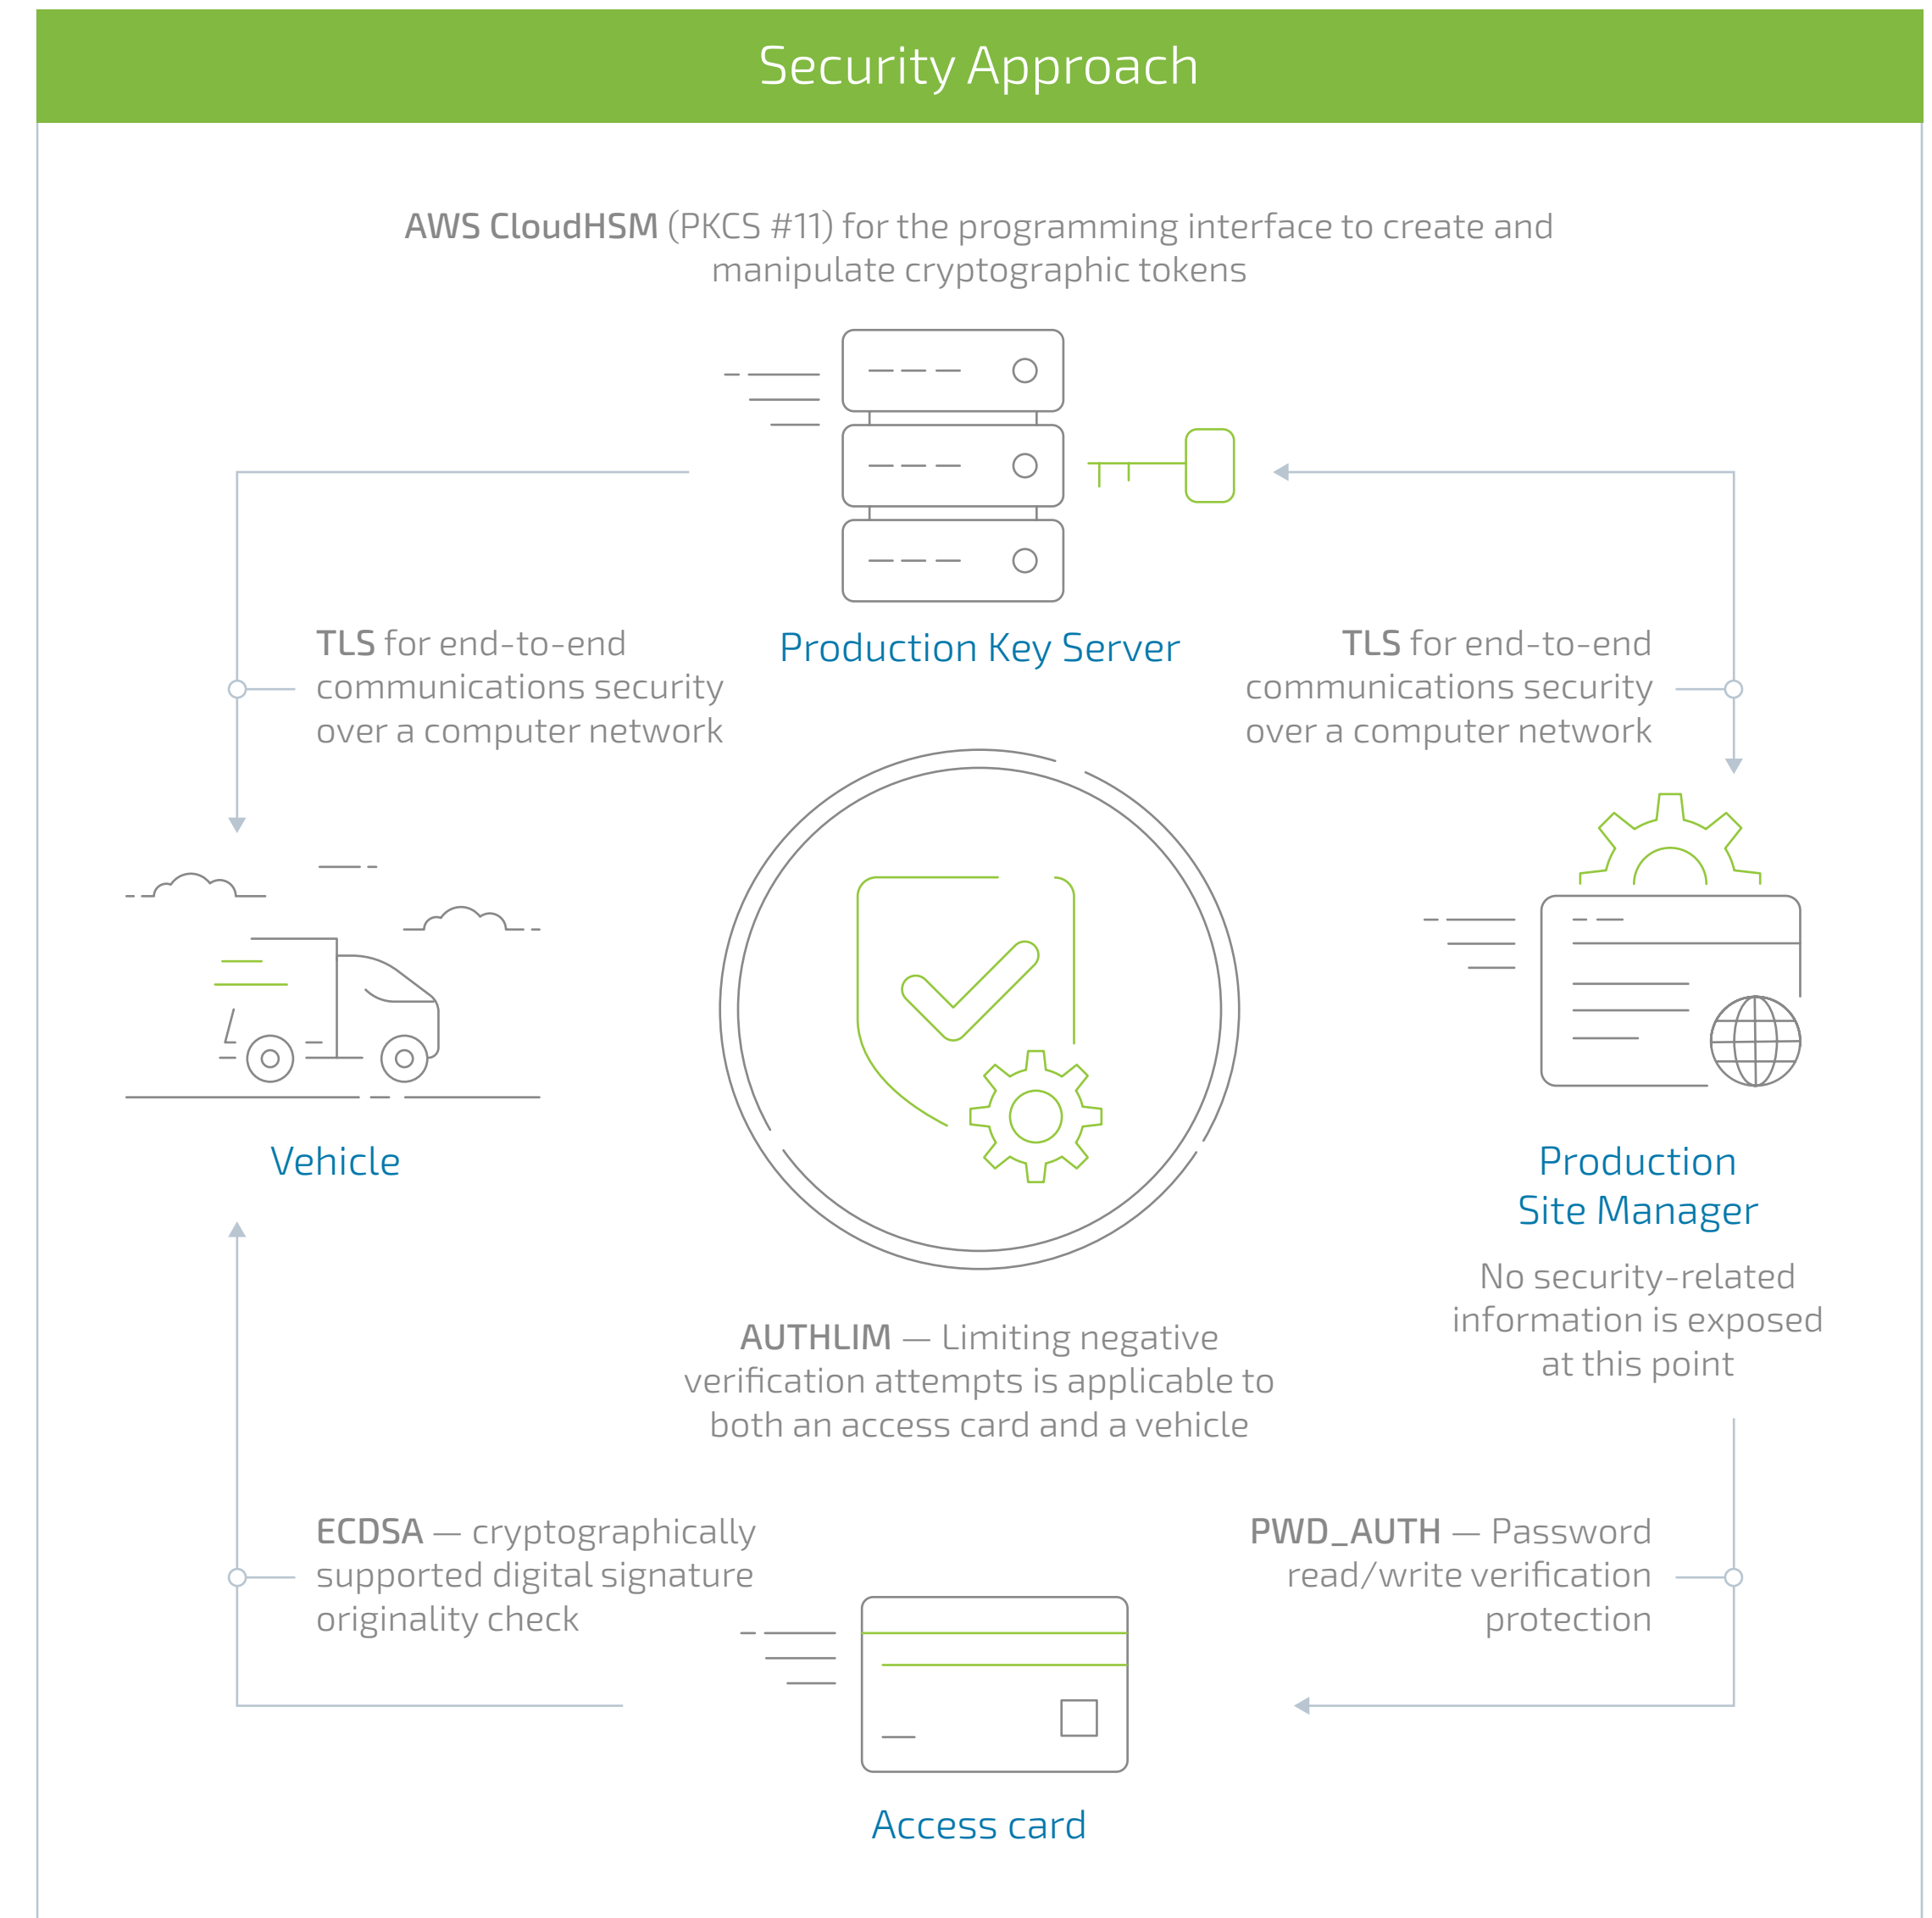 Security Approach
AWS CloudHSM (PKCS #11) for the programming interface to create and
manipulate cryptographic tokens
Production Key Server
TLS for end-to-end
communications security
over a computer network
TLS for end-to-end
communications security
over a computer network
Vehicle
Production
Site Manager
No security-related
information is exposed
at this point
AUTHLIM — Limiting negative
verification attempts is applicable to
both an access card and a vehicle
ECDSA — cryptographically
supported digital signature
originality check
PWD_AUTH — Password
read/write verification
protection
Access card